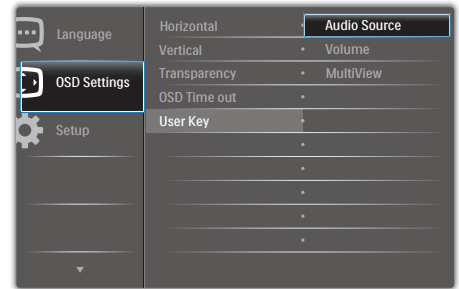 Language
OSD Settings
Setup
Horizontal
Vertical
Transparency
OSD Time out
User Key
Audio Source
Volume
MultiView